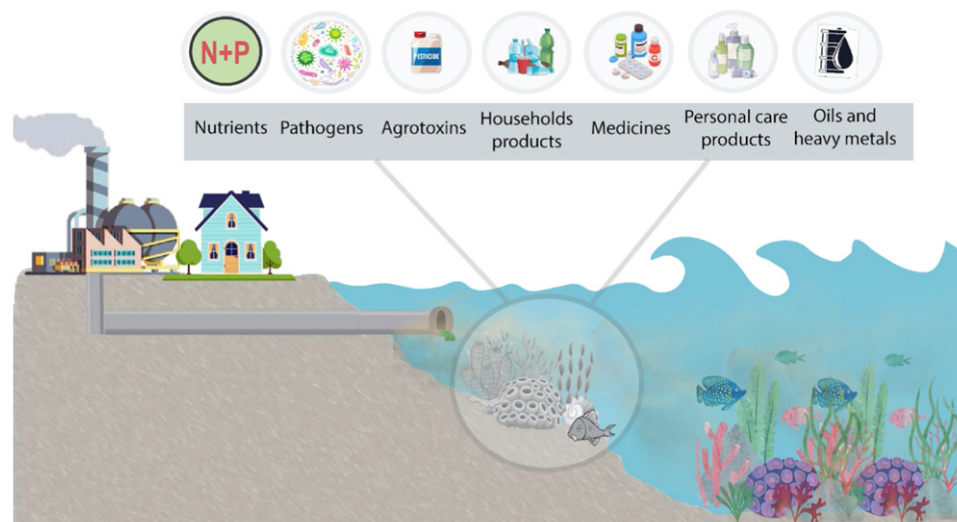 N+P
PESTICIDE
Nutrients
Pathogens
Agrotoxins
Households
products
Medicines
Personal care
products
Oils and
heavy metals